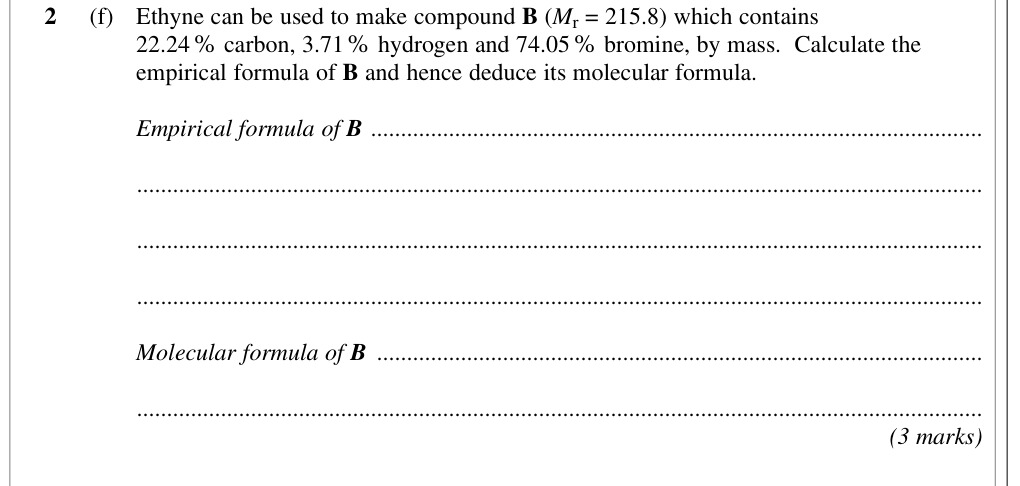 2 (f) Ethyne can be used to make compound B (Mr = 215.8) which contains
22.24 % carbon, 3.71 % hydrogen and 74.05 % bromine, by mass. Calculate the
empirical formula of B and hence deduce its molecular formula.
Empirical formula of B ....................................................................................................
....................................................................................................
....................................................................................................
....................................................................................................
Molecular formula of B ....................................................................................................
....................................................................................................
(3 marks)